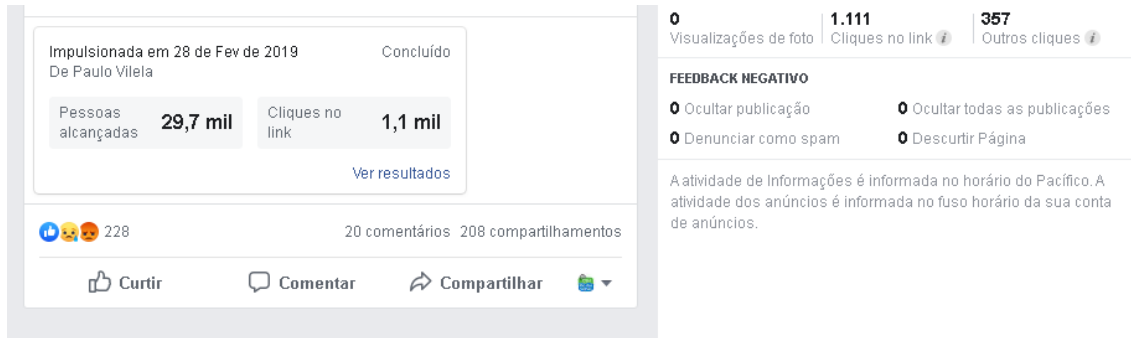 Impulsionada em 28 de Fev de 2019 Concluído
De Paulo Vilela
Pessoas alcançadas 29,7 mil
Cliques no link 1,1 mil
Ver resultados
228 20 comentários 208 compartilhamentos
Curtir Comentar Compartilhar
0 1.111 357
Visualizações de foto Cliques no link Outros cliques
FEEDBACK NEGATIVO
0 Ocultar publicação 0 Ocultar todas as publicações
0 Denunciar como spam 0 Descurtir Página
A atividade de Informações é informada no horário do Pacífico. A
atividade dos anúncios é informada no fuso horário da sua conta
de anúncios.